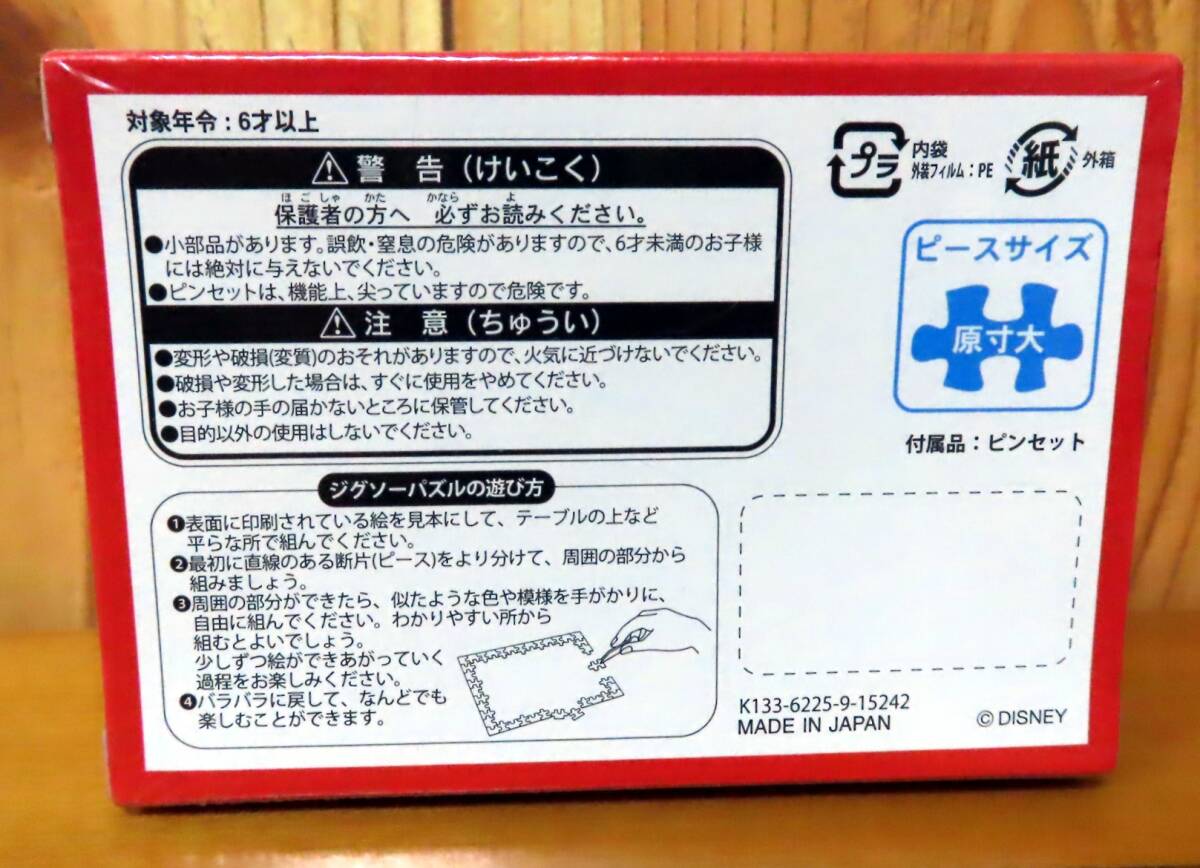 対象年令：6才以上
プラ
内袋
外装フィルム：PE
紙
外箱
警 告（けいこく）
ほごしゃ かた かなら よ
保護者の方へ 必ずお読みください。
●小部品があります。誤飲・窒息の危険がありますので、6才未満のお子様
には絶対に与えないでください。
●ピンセットは、機能上、尖っていますので危険です。
注 意（ちゅうい）
●変形や破損(変質)のおそれがありますので、火気に近づけないでください。
●破損や変形した場合は、すぐに使用をやめてください。
●お子様の手の届かないところに保管してください。
●目的以外の使用はしないでください。
ピースサイズ
原寸大
付属品：ピンセット
ジグソーパズルの遊び方
❶表面に印刷されている絵を見本にして、テーブルの上など
平らな所で組んでください。
❷最初に直線のある断片(ピース)をより分けて、周囲の部分から
組みましょう。
❸周囲の部分ができたら、似たような色や模様を手がかりに、
自由に組んでください。わかりやすい所から
組むとよいでしょう。
少しずつ絵ができあがっていく
過程をお楽しみください。
❹バラバラに戻して、なんどでも
楽しむことができます。
K133-6225-9-15242
MADE IN JAPAN
©DISNEY